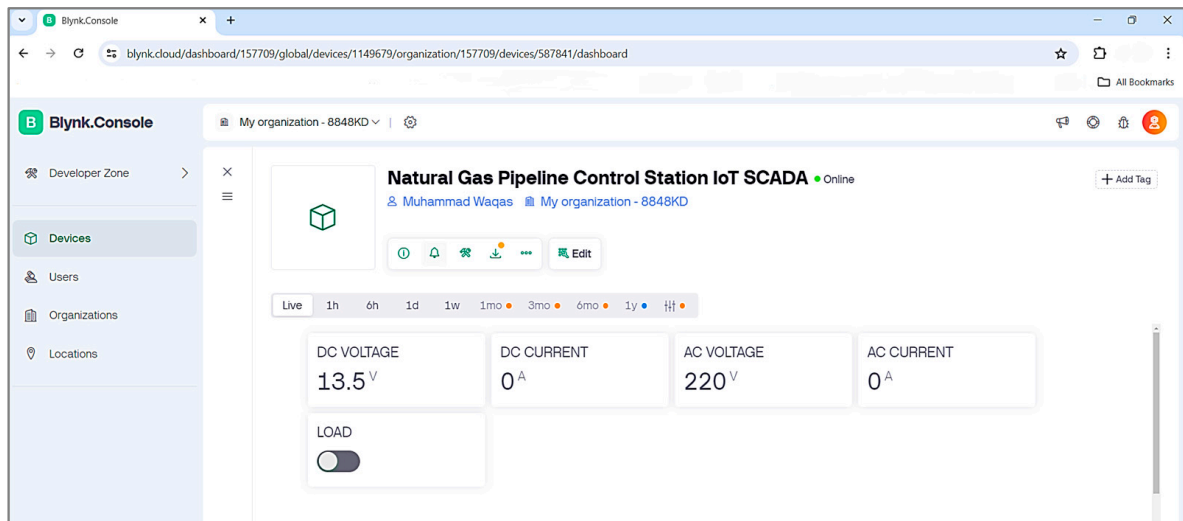 Blynk.Console
blynk.cloud/dashboard/157709/global/devices/1149679/organization/157709/devices/587841/dashboard
All Bookmarks
B Blynk.Console
My organization - 8848KD
Developer Zone
Devices
Users
Organizations
Locations
Natural Gas Pipeline Control Station IoT SCADA Online
+ Add Tag
Muhammad Waqas My organization - 8848KD
Edit
Live 1h 6h 1d 1w 1mo 3mo 6mo 1y
DC VOLTAGE DC CURRENT AC VOLTAGE AC CURRENT
13.5 V 0 A 220 V 0 A
LOAD